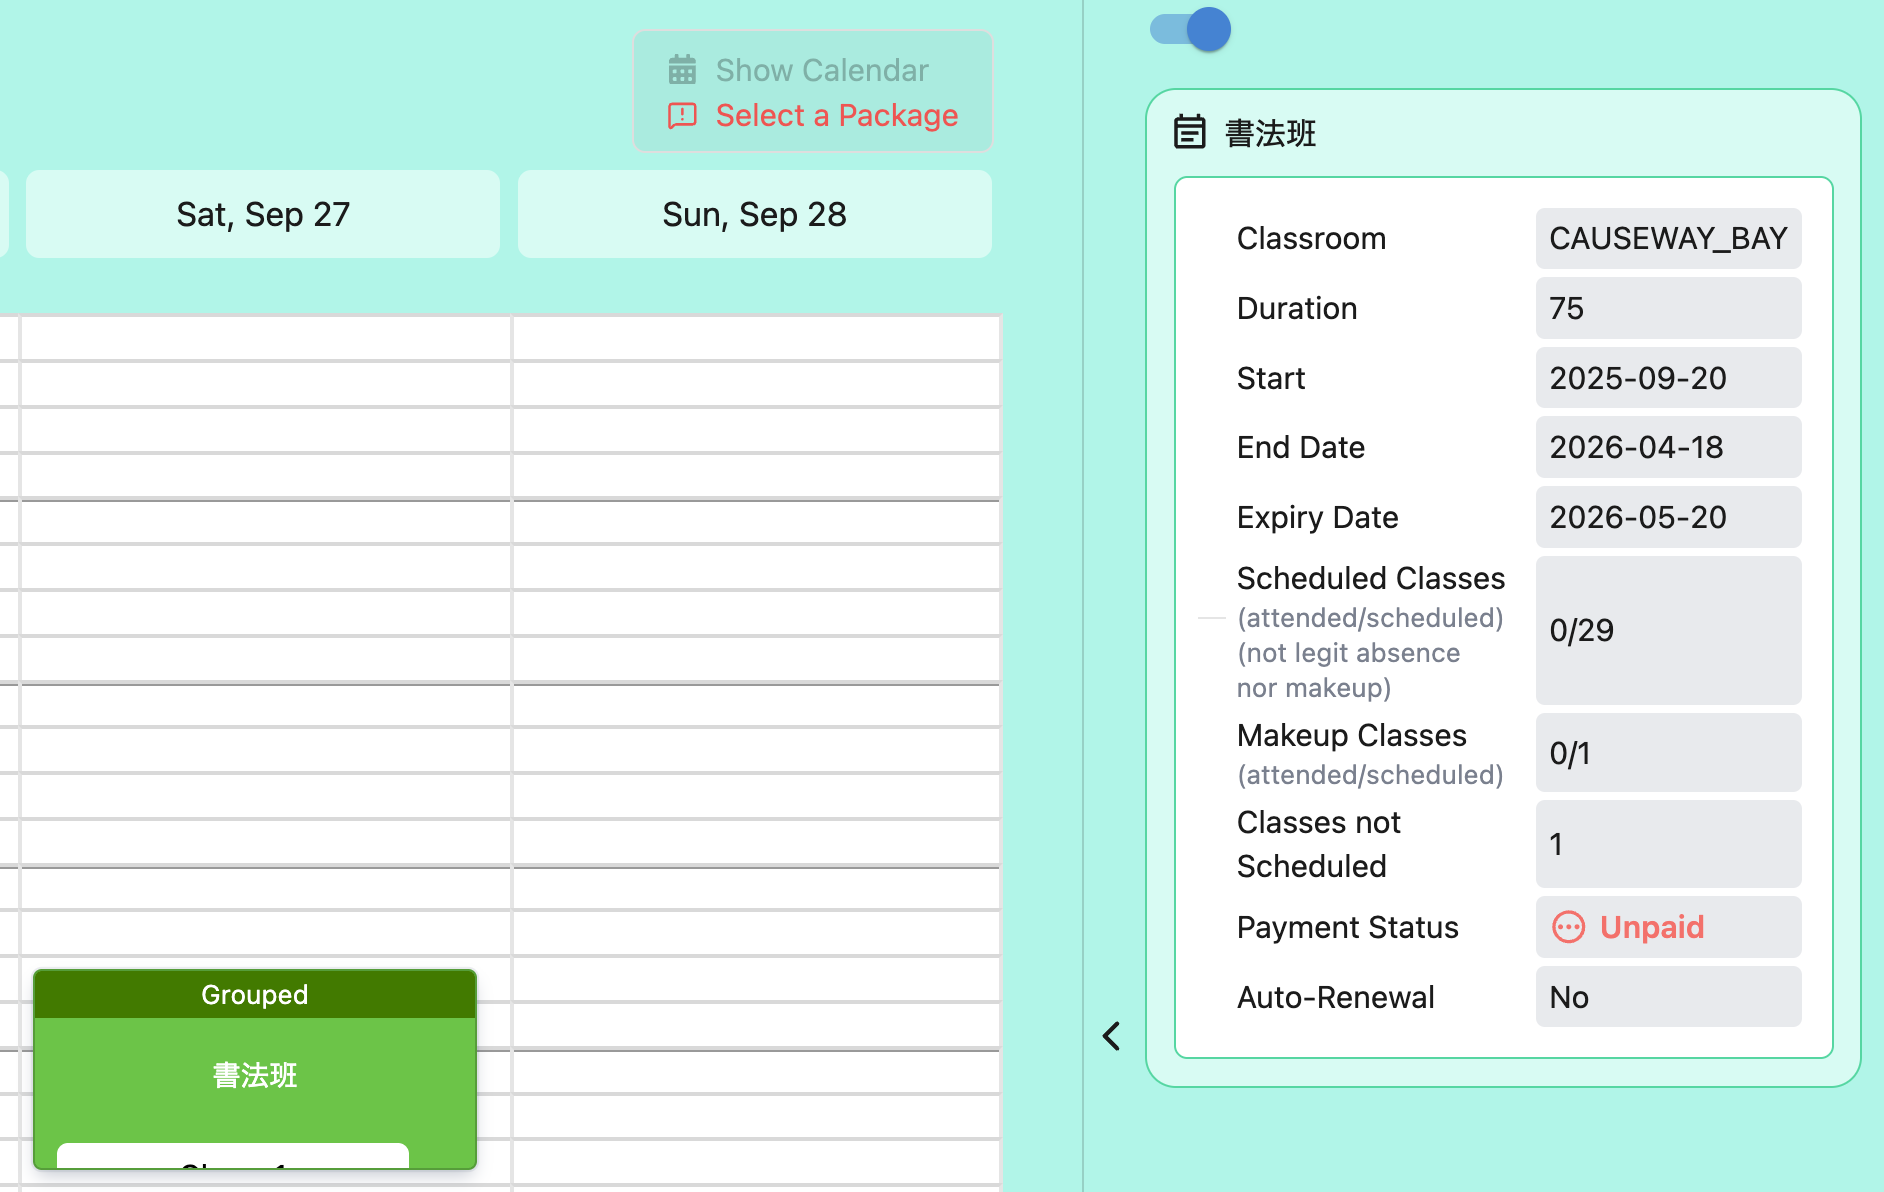 Show Calendar
Select a Package
Sat, Sep 27
Sun, Sep 28
Grouped
書法班
書法班
Classroom
CAUSEWAY_BAY
Duration
75
Start
2025-09-20
End Date
2026-04-18
Expiry Date
2026-05-20
Scheduled Classes
(attended/scheduled)
(not legit absence
nor makeup)
0/29
Makeup Classes
(attended/scheduled)
0/1
Classes not
Scheduled
1
Payment Status
Unpaid
Auto-Renewal
No